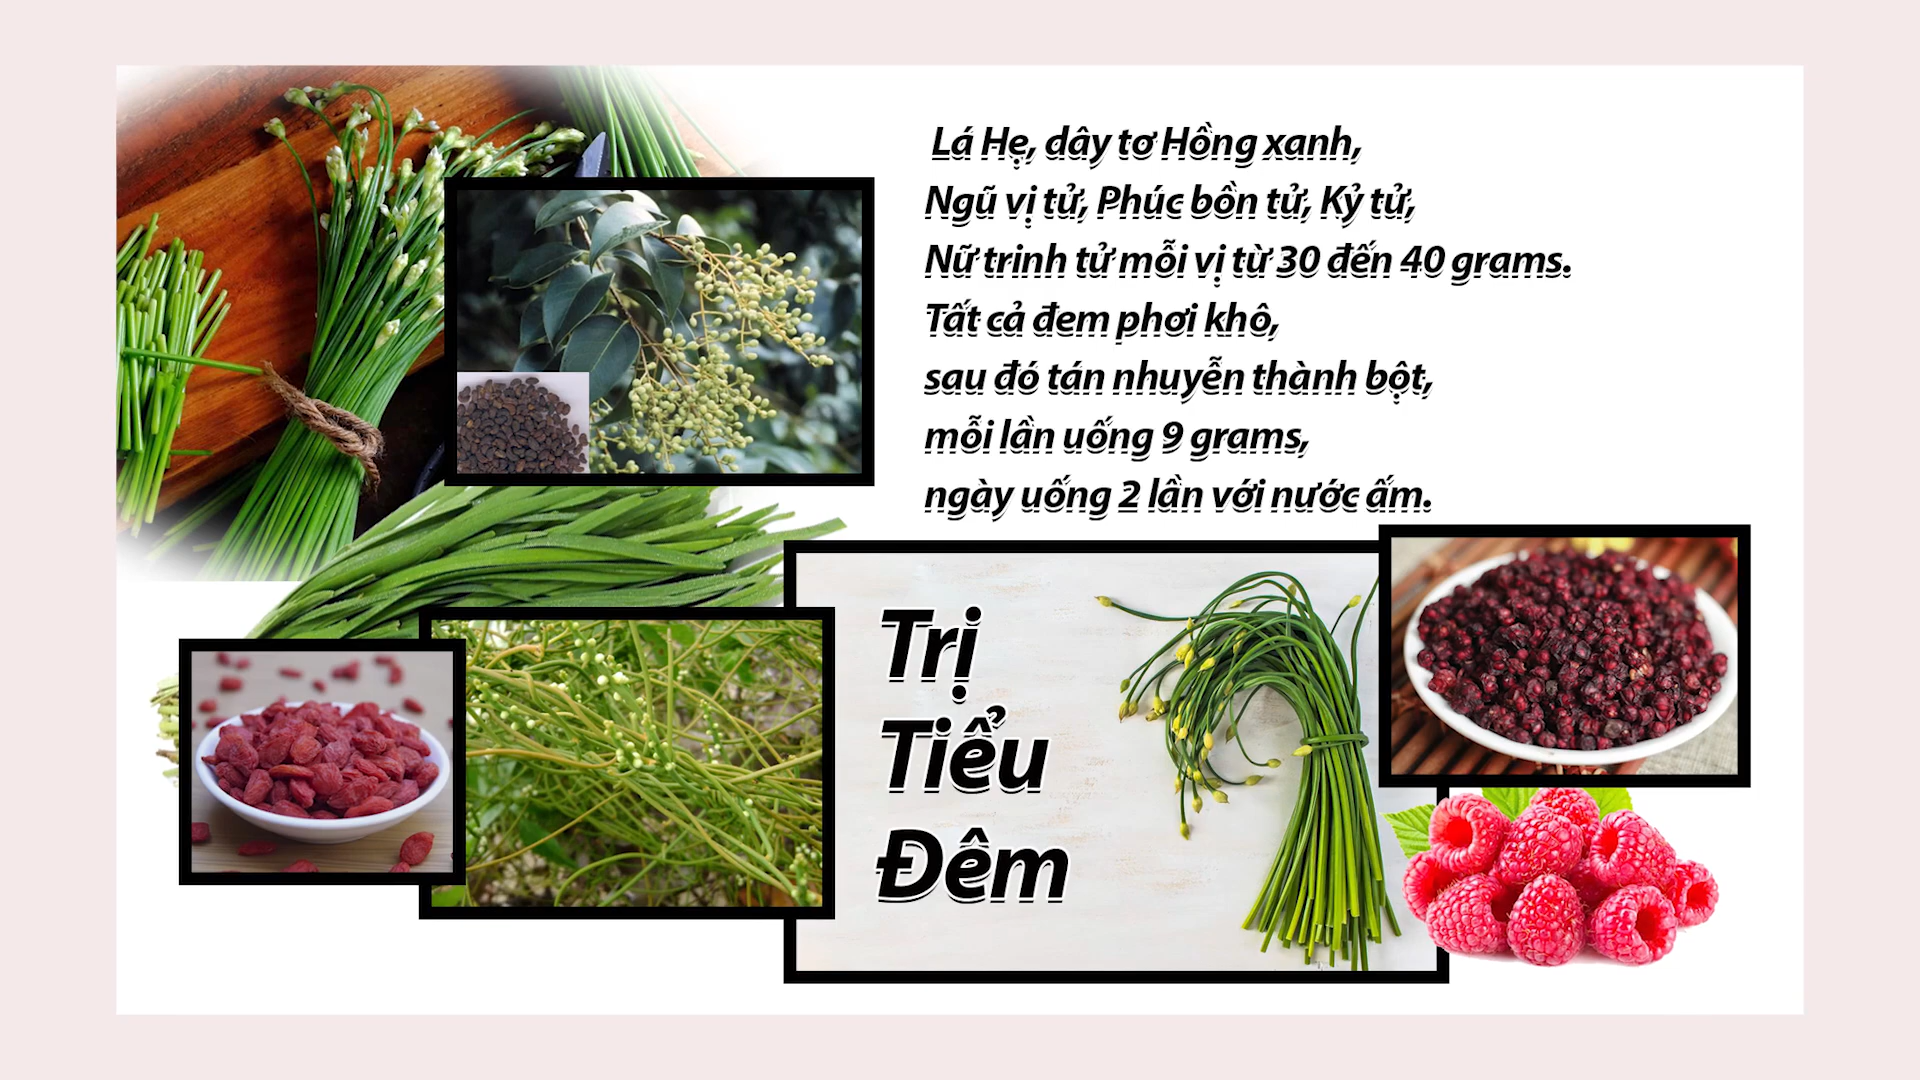 Lá Hẹ, dây tơ Hồng xanh,
Ngũ vị tử, Phúc bồn tử, Kỷ tử,
Nữ trinh tử mỗi vị từ 30 đến 40 grams.
Tất cả đem phơi khô,
sau đó tán nhuyễn thành bột,
mỗi lần uống 9 grams,
ngày uống 2 lần với nước ấm.
Trị
Tiểu
Đêm